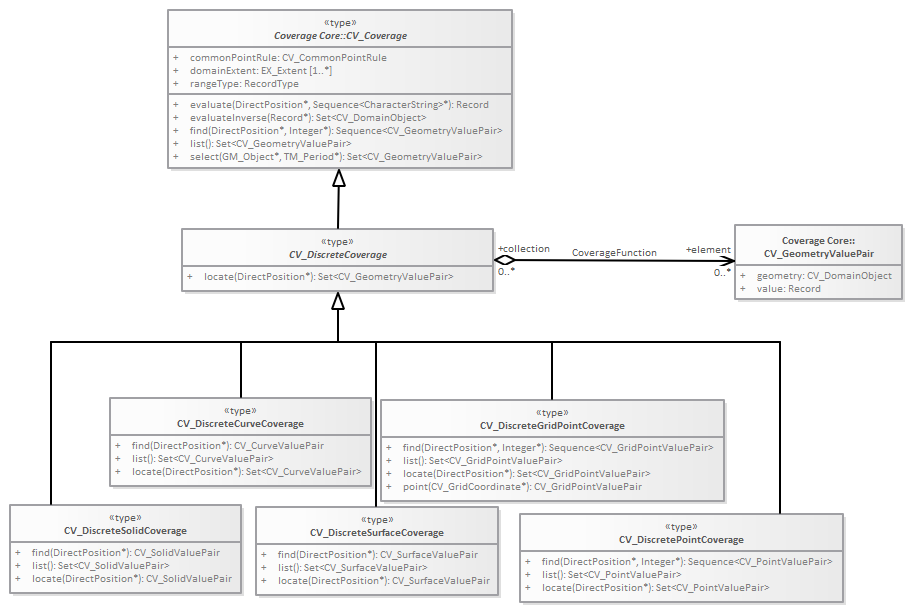 «type»
Coverage Core::CV_Coverage
+ commonPointRule: CV_CommonPointRule
+ domainExtent: EX_Extent [1..*]
+ rangeType: RecordType
+ evaluate(DirectPosition*, Sequence<CharacterString>*): Record
+ evaluateInverse(Record*): Set<CV_DomainObject>
+ find(DirectPosition*, Integer*): Sequence<CV_GeometryValuePair>
+ list(): Set<CV_GeometryValuePair>
+ select(GM_Object*, TM_Period*): Set<CV_GeometryValuePair>
«type»
CV_DiscreteCoverage
+ locate(DirectPosition*): Set<CV_GeometryValuePair>
+collection
0..*
CoverageFunction
+element
0..*
Coverage Core::
CV_GeometryValuePair
+ geometry: CV_DomainObject
+ value: Record
«type»
CV_DiscreteCurveCoverage
+ find(DirectPosition*): CV_CurveValuePair
+ list(): Set<CV_CurveValuePair>
+ locate(DirectPosition*): Set<CV_CurveValuePair>
«type»
CV_DiscreteGridPointCoverage
+ find(DirectPosition*, Integer*): Sequence<CV_GridPointValuePair>
+ list(): Set<CV_GridPointValuePair>
+ locate(DirectPosition*): Set<CV_GridPointValuePair>
+ point(CV_GridCoordinate*): CV_GridPointValuePair
«type»
CV_DiscreteSolidCoverage
+ find(DirectPosition*): CV_SolidValuePair
+ list(): Set<CV_SolidValuePair>
+ locate(DirectPosition*): CV_SolidValuePair
«type»
CV_DiscreteSurfaceCoverage
+ find(DirectPosition*): CV_SurfaceValuePair
+ list(): Set<CV_SurfaceValuePair>
+ locate(DirectPosition*): CV_SurfaceValuePair
«type»
CV_DiscretePointCoverage
+ find(DirectPosition*, Integer*): Sequence<CV_PointValuePair>
+ list(): Set<CV_PointValuePair>
+ locate(DirectPosition*): Set<CV_PointValuePair>